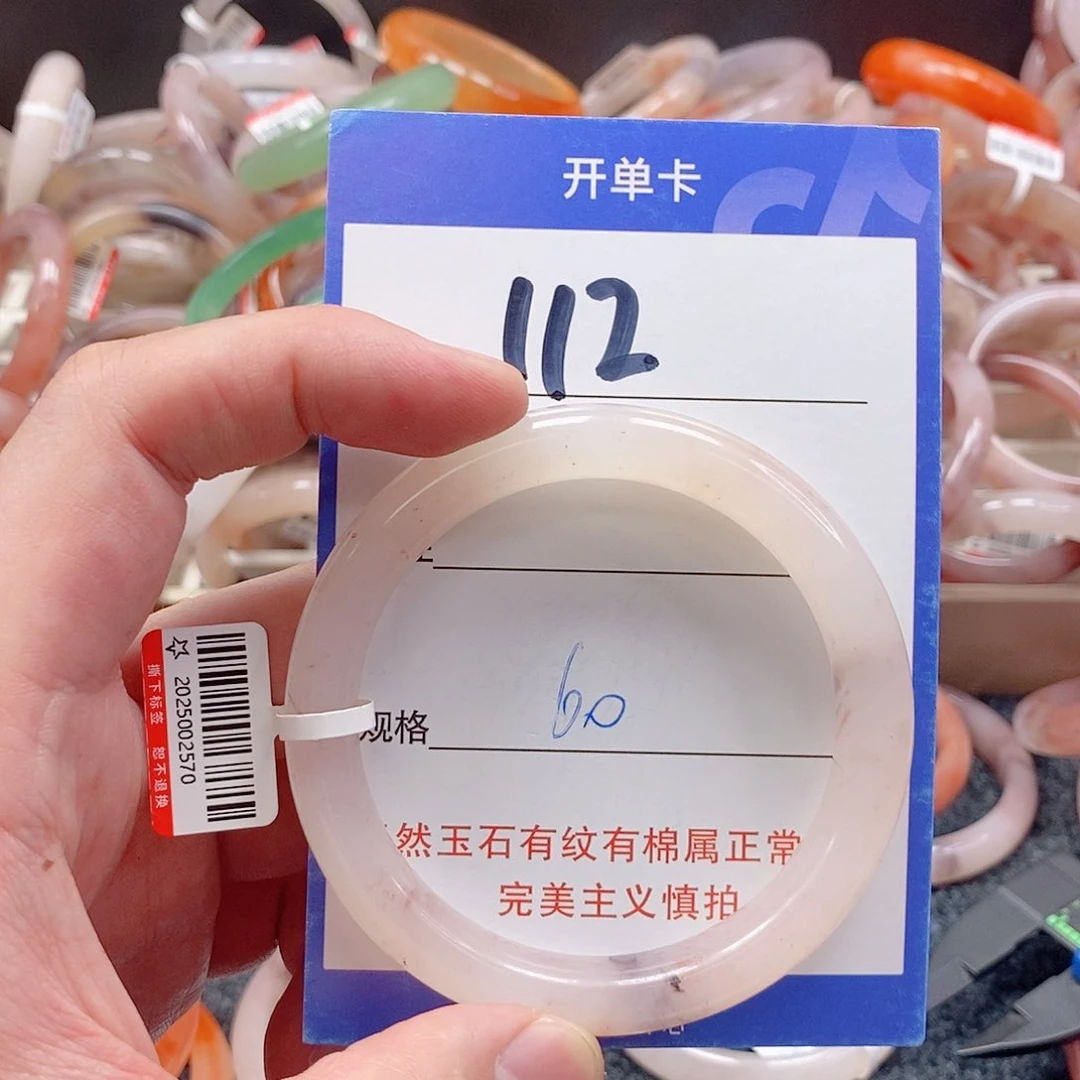 开单卡
112
规格 60
然玉石有纹有棉属正常
完美主义慎拍
2025002570
撕下标签 恕不退换